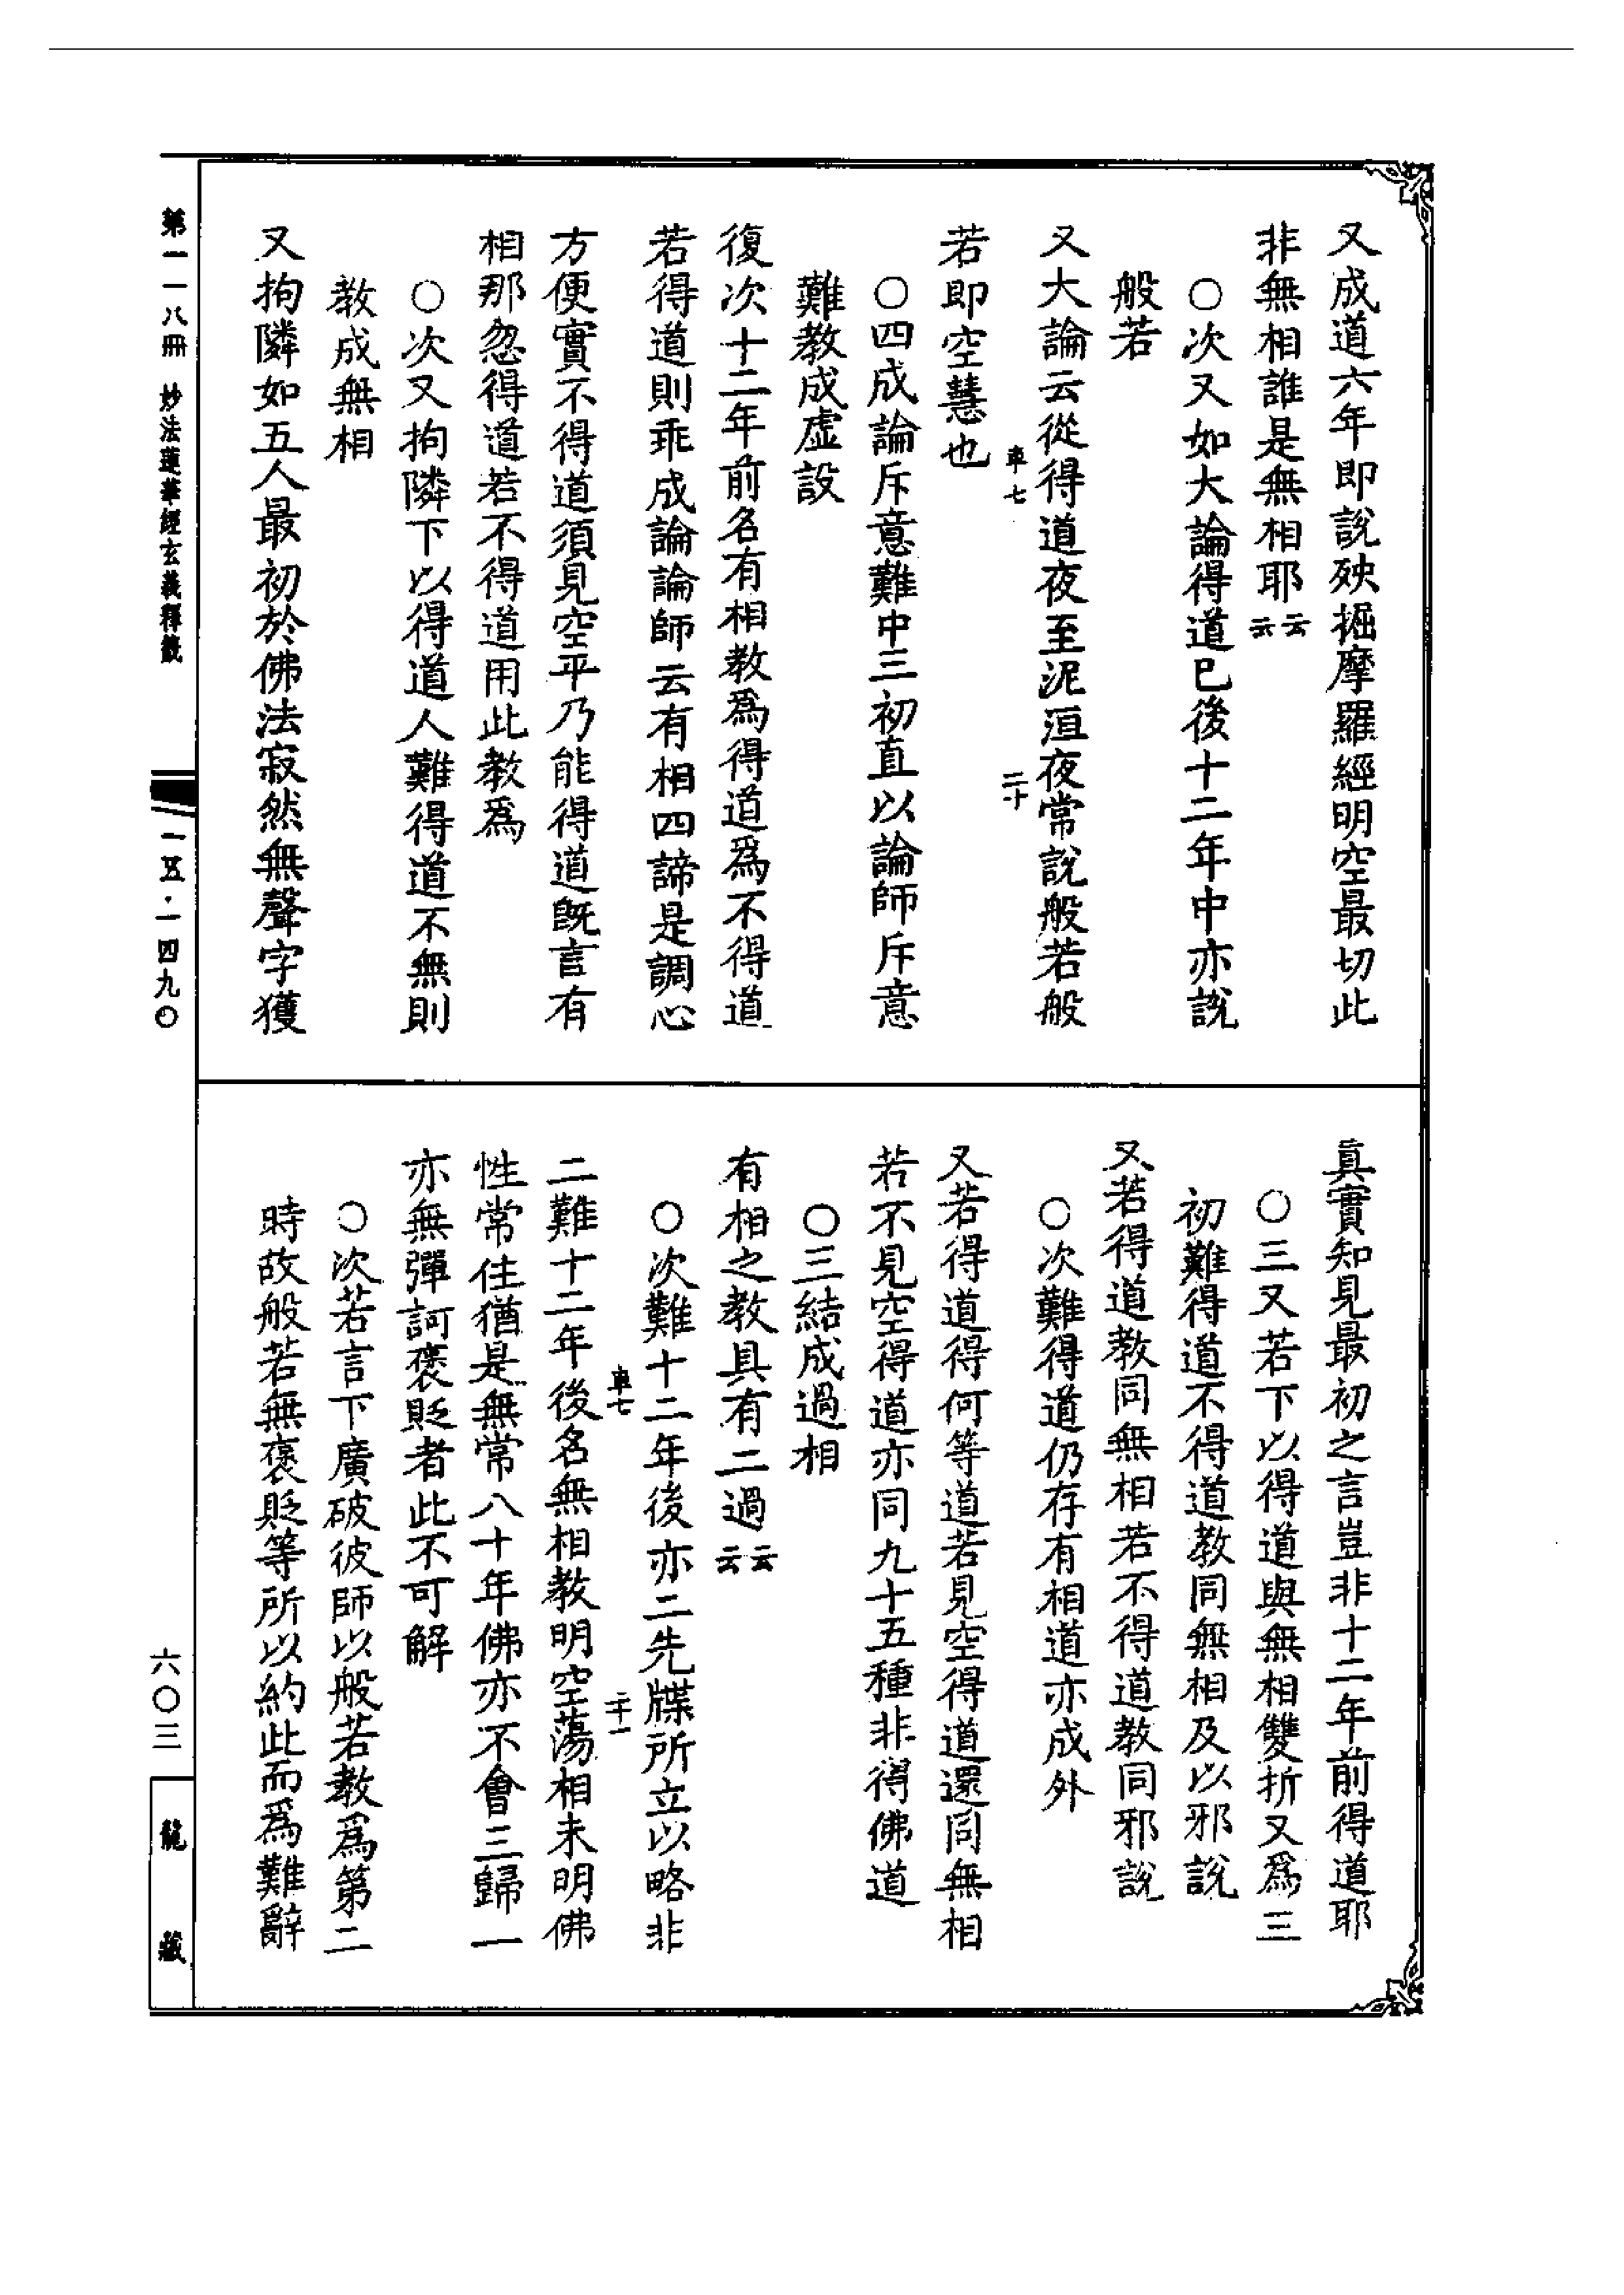 又成道六年即說殃掘摩羅經明空最切此
非無相誰是無相耶云云
○次又如大論得道已後十二年中亦說
般若
又大論云從得道夜至泥洹夜常說般若般
車七
二十
若即空慧也
○四成論斥意難中三初直以論師斥意
難教成虛設
復次十二年前名有相教爲得道爲不得道
若得道則乖成論論師云有相四諦是調心
方便實不得道須見空平乃能得道既言有
相那忽得道若不得道用此教爲
○次又拘隣下以得道人難得道不無則
教成無相
又拘隣如五人最初於佛法寂然無聲字獲
真實知見最初之言豈非十二年前得道耶
○三又若下以得道與無相雙折又爲三
初難得道不得道教同無相及以邪說
又若得道教同無相若不得道教同邪說
○次難得道仍存有相道亦成外
又若得道得何等道若見空得道還同無相
若不見空得道亦同九十五種非得佛道
○三結成過相
有相之教具有二過云云
○次難十二年後亦二先牒所立以略非
車七
二十一
二難十二年後名無相教明空蕩相未明佛
性常住猶是無常八十年佛亦不會三歸一
亦無彈訶褒貶者此不可解
○次若言下廣破彼師以般若教爲第二
時故般若無褒貶等所以約此而爲難辭
第一一八冊 妙法蓮華經玄義釋籤
一五·一四九○
六○三
龍藏